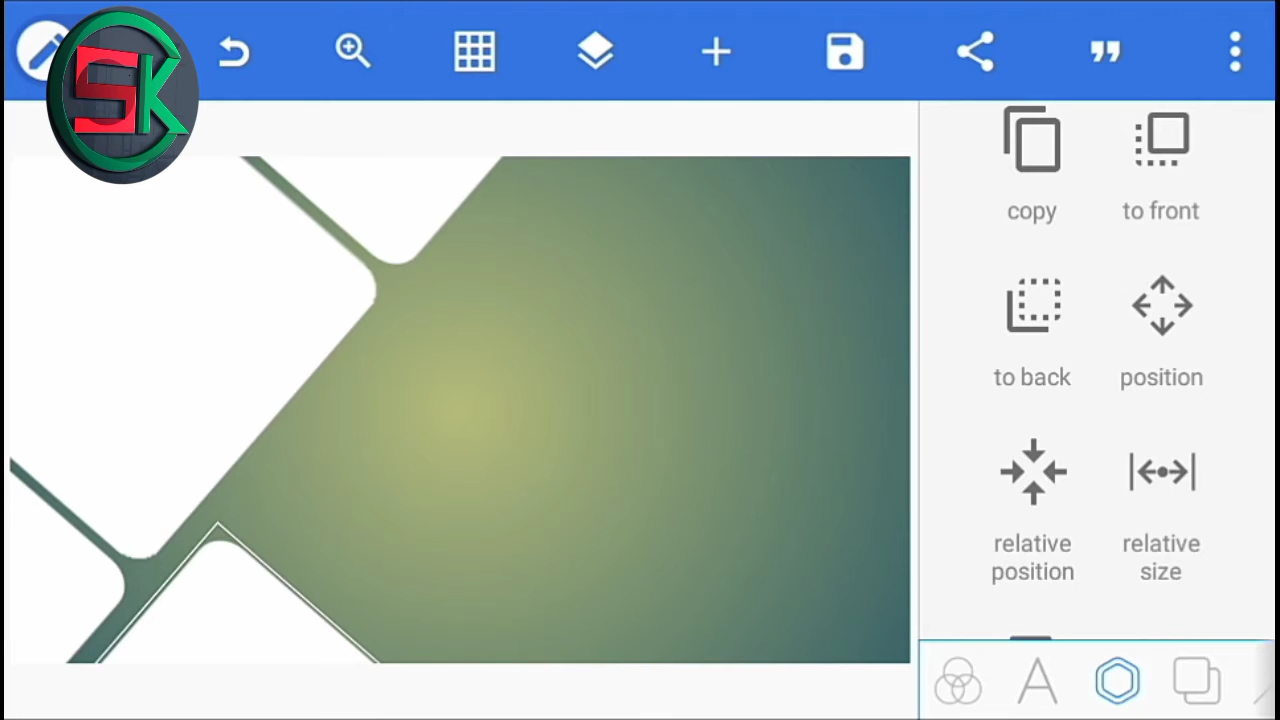 SK
copy
to front
to back
position
relative
position
relative
size